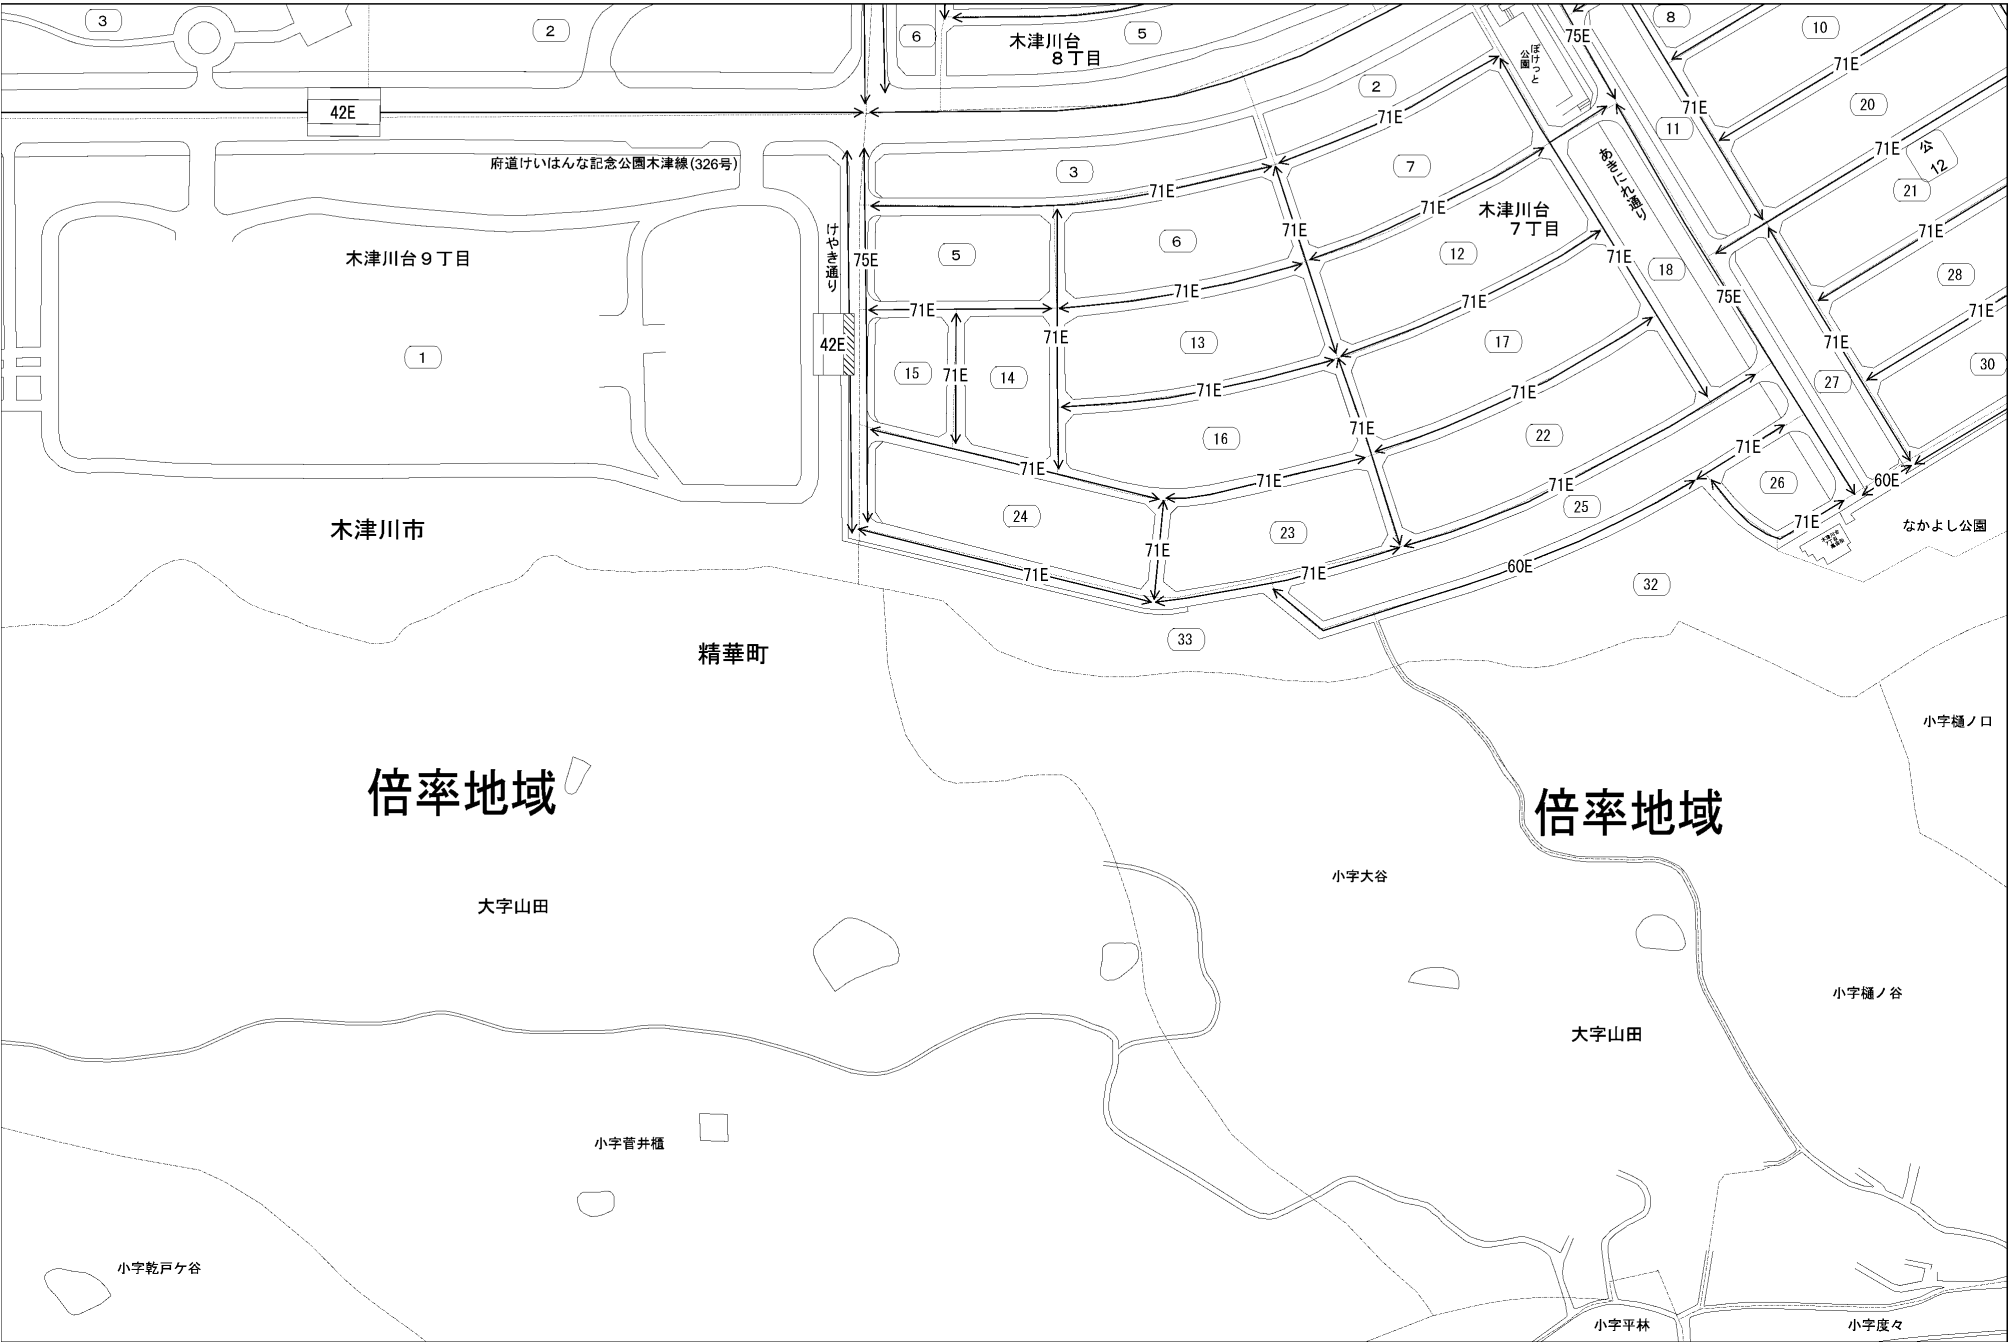 3
2
6
木津川台
8丁目
5
75E
ぽけっと
公園
8
10
71E
42E
2
71E
71E
11
20
府道けいはんな記念公園木津線(326号)
3
71E
7
あきにれ通り
71E
公
12
21
木津川台９丁目
けやき通り
75E
5
6
71E
71E
木津川台
７丁目
12
71E
18
71E
28
71E
71E
71E
75E
71E
42E
71E
13
17
71E
1
15
71E
14
71E
71E
27
30
16
71E
22
71E
71E
71E
71E
26
60E
木津川市
24
23
25
71E
なかよし公園
71E
71E
71E
60E
32
精華町
33
小字樋ノ口
倍率地域
倍率地域
大字山田
小字大谷
小字樋ノ谷
大字山田
小字菅井櫃
小字乾戸ケ谷
小字平林
小字度々